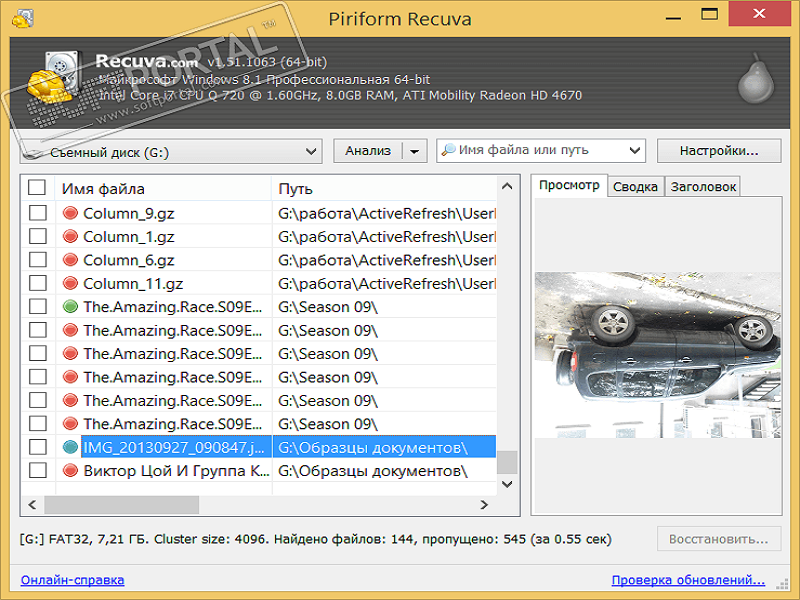 Piriform Recuva
Recuva.com v1.51.1063 (64-bit)
Майкрософт Windows 8.1 Профессиональная 64-bit
Intel Core i7 CPU Q 720 @ 1.60GHz, 8.0GB RAM, ATI Mobility Radeon HD 4670
PORTAL™
www.softportal.com
Съемный диск (G:) Анализ Имя файла или путь Настройки...
Имя файла Путь Просмотр Сводка Заголовок
Column_9.gz G:\работа\ActiveRefresh\User
Column_1.gz G:\работа\ActiveRefresh\User
Column_6.gz G:\работа\ActiveRefresh\User
Column_11.gz G:\работа\ActiveRefresh\User
The.Amazing.Race.S09E... G:\Season 09\
The.Amazing.Race.S09E... G:\Season 09\
The.Amazing.Race.S09E... G:\Season 09\
The.Amazing.Race.S09E... G:\Season 09\
The.Amazing.Race.S09E... G:\Season 09\
The.Amazing.Race.S09E... G:\Season 09\
IMG_20130927_090847.j... G:\Образцы документов\
Виктор Цой И Группа К... G:\Образцы документов\
[G:] FAT32, 7,21 ГБ. Cluster size: 4096. Найдено файлов: 144, пропущено: 545 (за 0.55 сек) Восстановить...
Онлайн-справка Проверка обновлений...